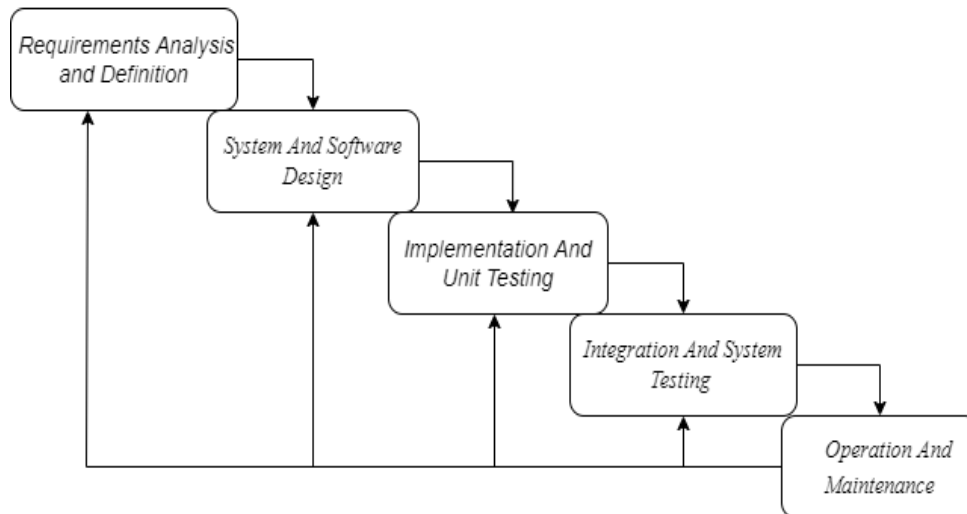 Requirements Analysis
and Definition
System And Software
Design
Implementation And
Unit Testing
Integration And System
Testing
Operation And
Maintenance